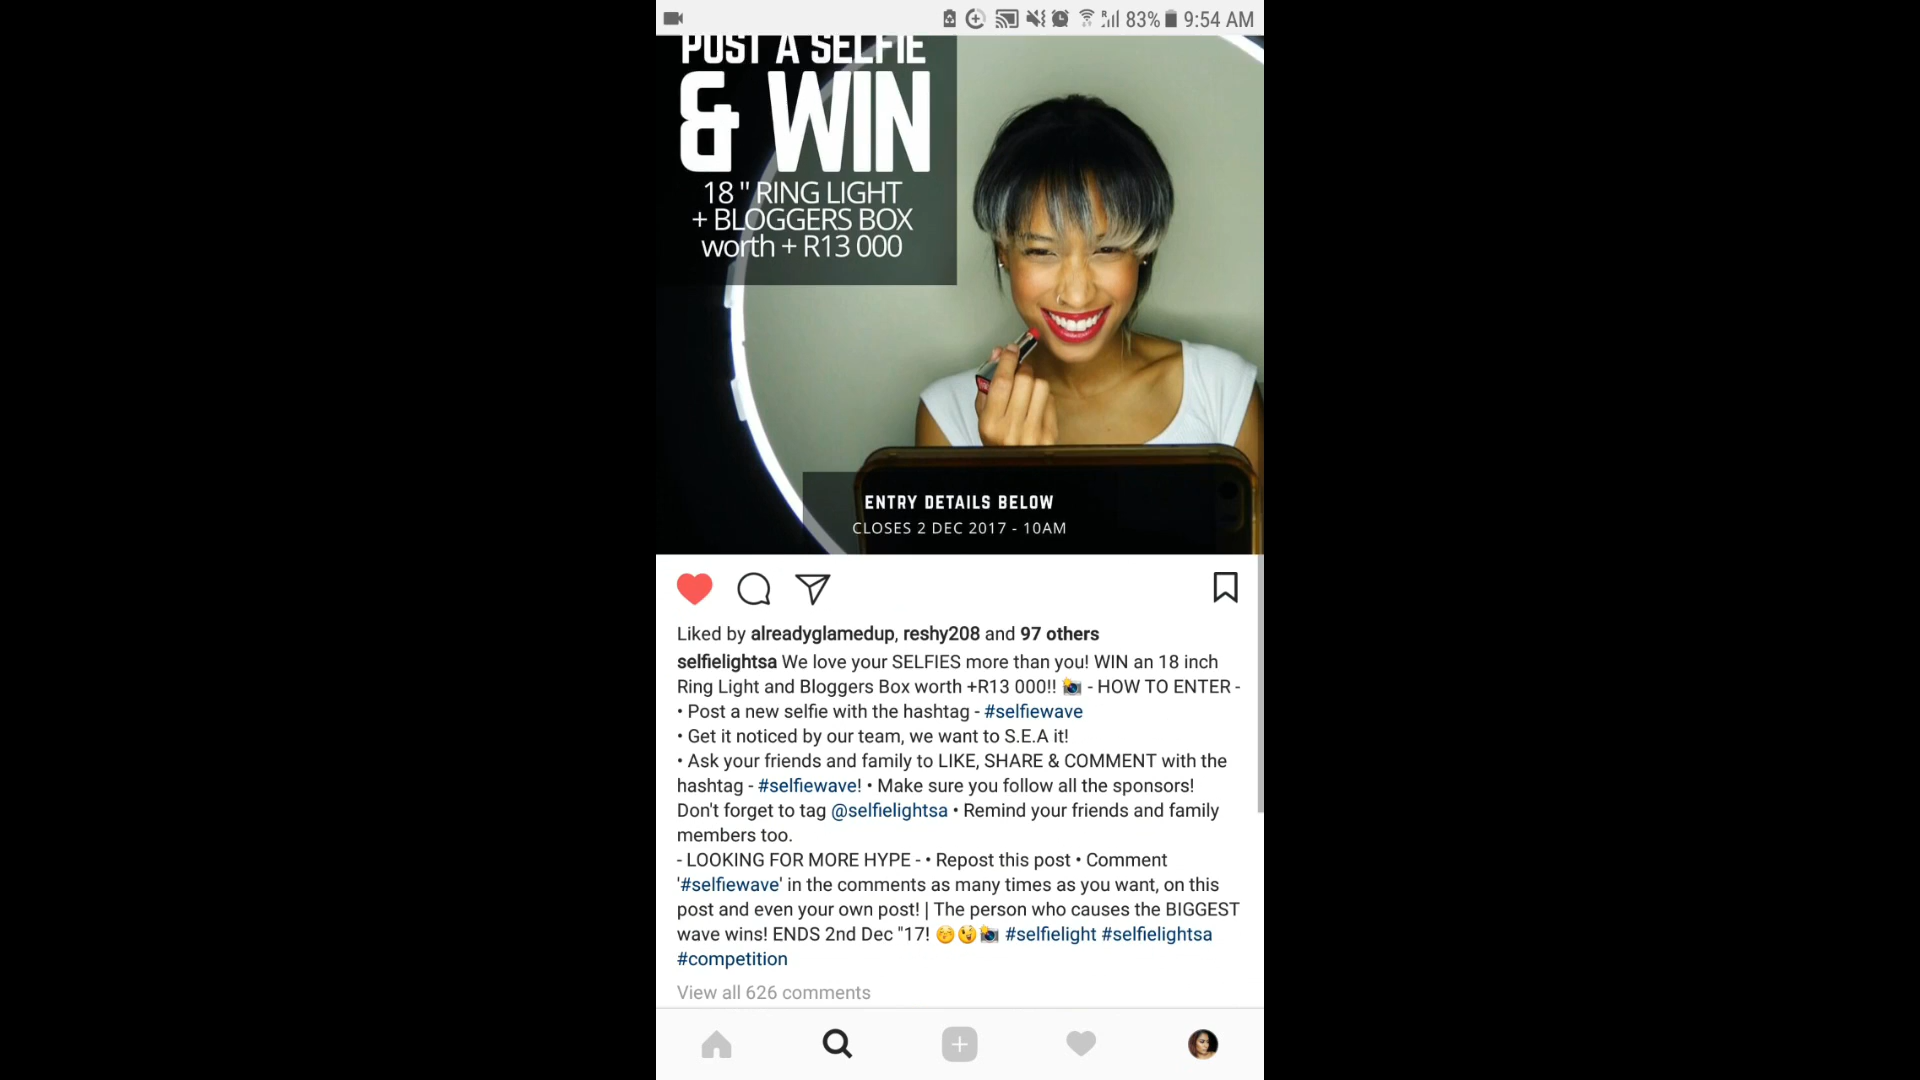 83% 9:54 AM
POST A SELFIE
& WIN
18 " RING LIGHT
+ BLOGGERS BOX
worth + R13 000
ENTRY DETAILS BELOW
CLOSES 2 DEC 2017 - 10AM
Liked by alreadyglamedup, reshy208 and 97 others
selfielightsa We love your SELFIES more than you! WIN an 18 inch
Ring Light and Bloggers Box worth +R13 000!! 📸 - HOW TO ENTER -
• Post a new selfie with the hashtag - #selfiewave
• Get it noticed by our team, we want to S.E.A it!
• Ask your friends and family to LIKE, SHARE & COMMENT with the
hashtag - #selfiewave! • Make sure you follow all the sponsors!
Don't forget to tag @selfielightsa • Remind your friends and family
members too.
- LOOKING FOR MORE HYPE - • Repost this post • Comment
'#selfiewave' in the comments as many times as you want, on this
post and even your own post! | The person who causes the BIGGEST
wave wins! ENDS 2nd Dec "17! 😚😜📸 #selfielight #selfielightsa
#competition
View all 626 comments